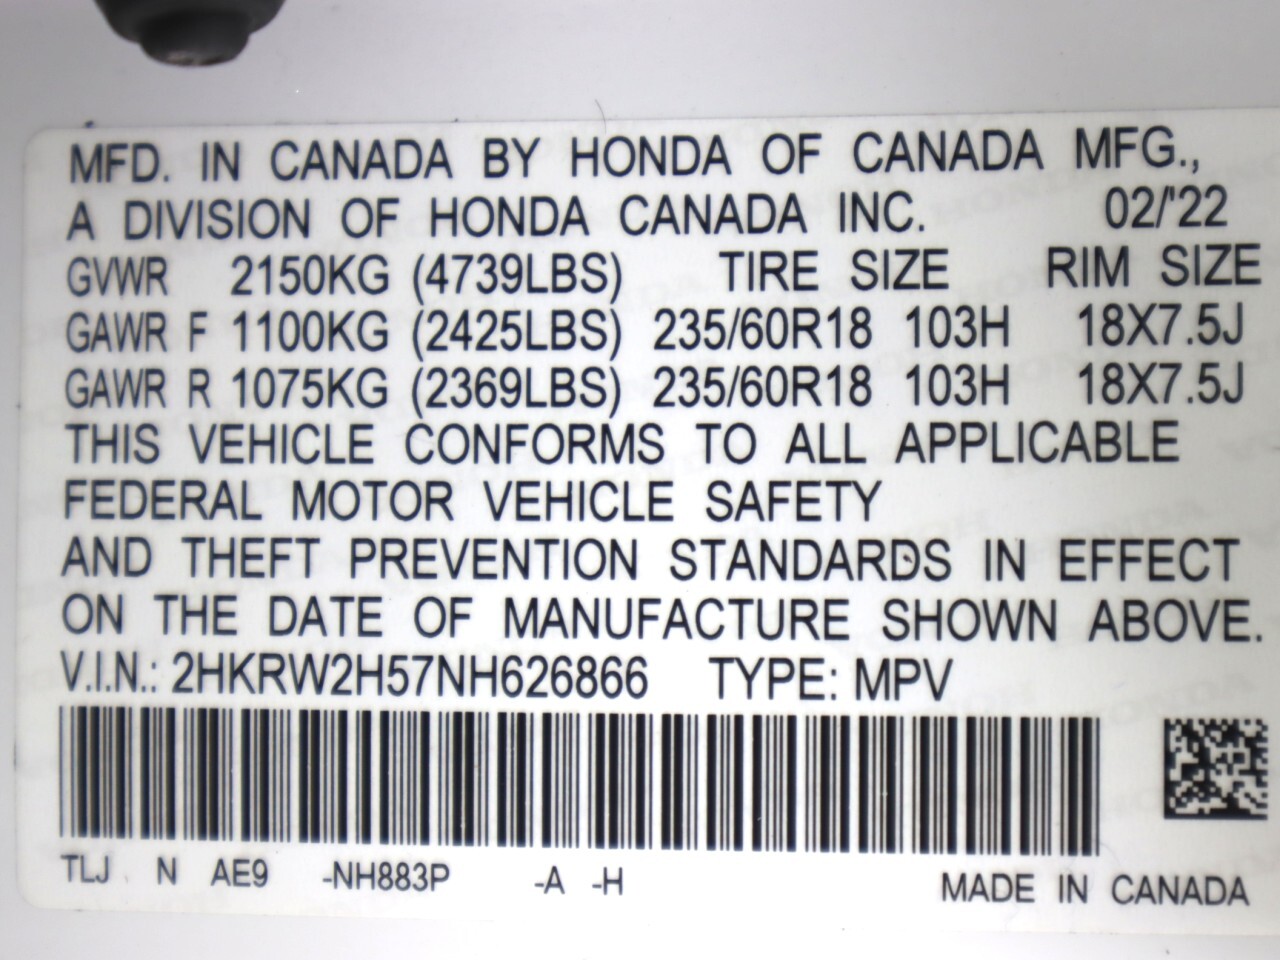 MFD. IN CANADA BY HONDA OF CANADA MFG.,
A DIVISION OF HONDA CANADA INC. 02/'22
GVWR 2150KG (4739LBS) TIRE SIZE RIM SIZE
GAWR F 1100KG (2425LBS) 235/60R18 103H 18X7.5J
GAWR R 1075KG (2369LBS) 235/60R18 103H 18X7.5J
THIS VEHICLE CONFORMS TO ALL APPLICABLE
FEDERAL MOTOR VEHICLE SAFETY
AND THEFT PREVENTION STANDARDS IN EFFECT
ON THE DATE OF MANUFACTURE SHOWN ABOVE.
V.I.N.: 2HKRW2H57NH626866 TYPE: MPV
TLJ N AE9 -NH883P -A -H
MADE IN CANADA